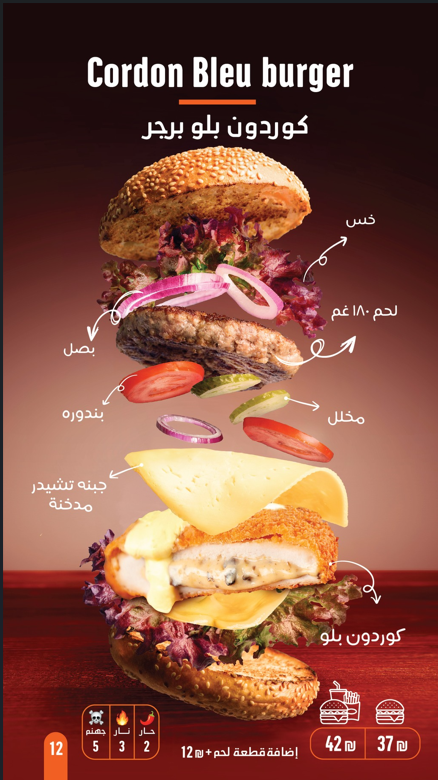 Cordon Bleu burger
كوردون بلو برجر
خس
لحم ١٨٠ غم
بصل
بندوره
مخلل
جبنه تشيدر
مدخنة
كوردون بلو
جهنم نار حار
5 3 2
إضافة قطعة لحم + 12 ₪
42 ₪ 37 ₪
12